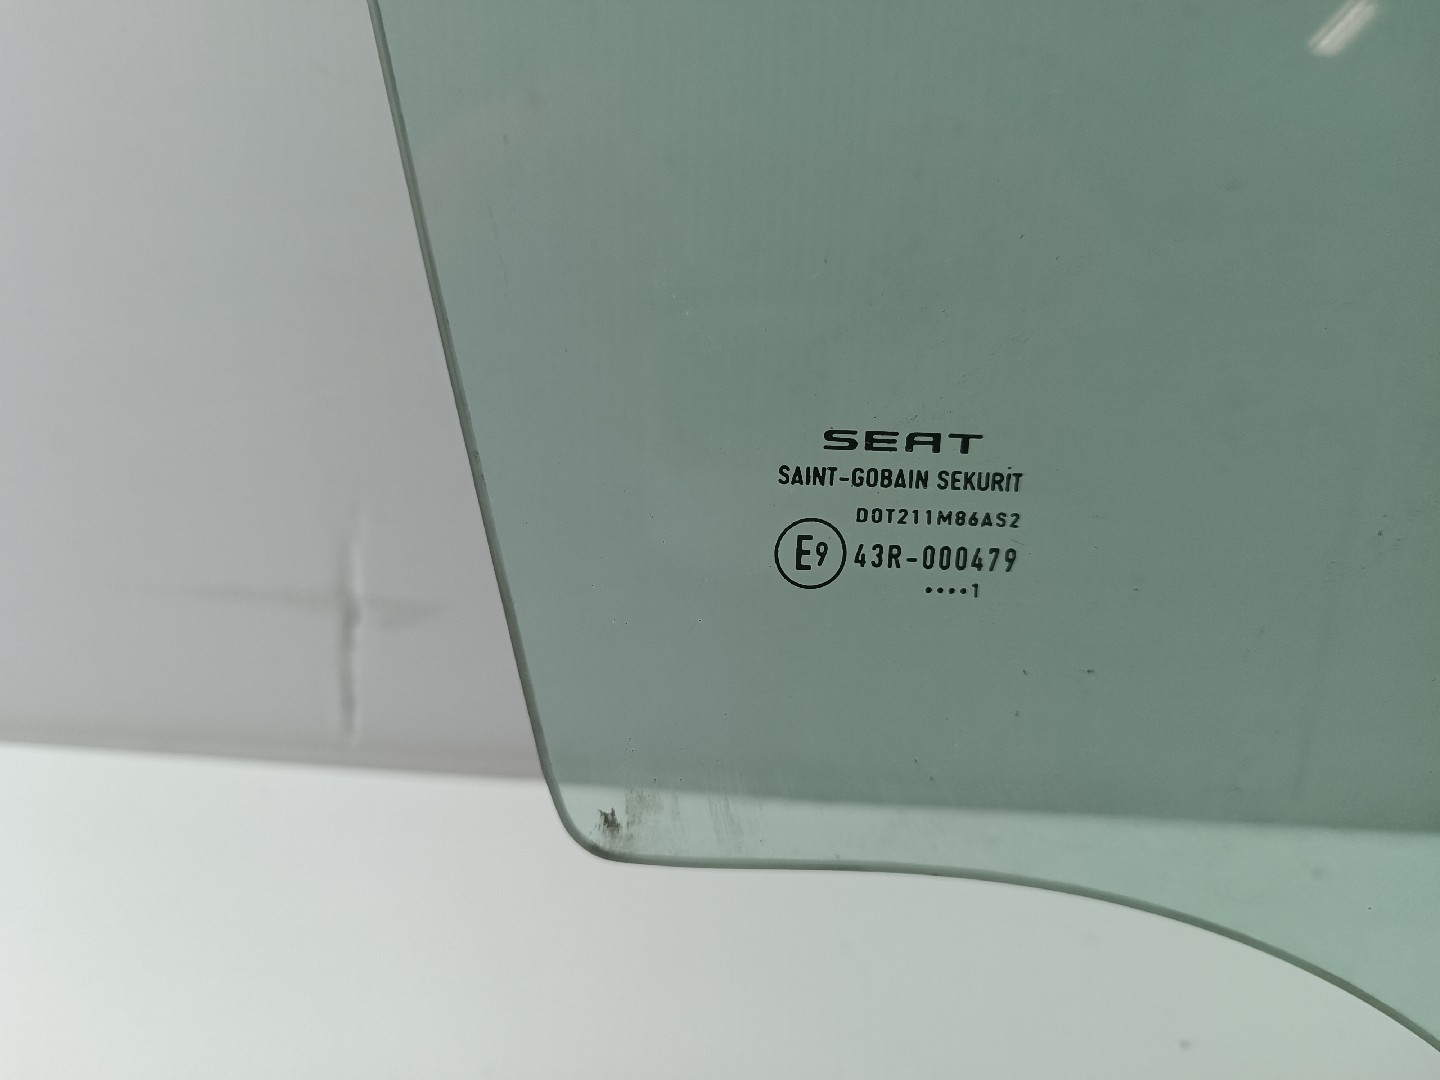 SEAT
SAINT-GOBAIN SEKURIT
DOT211M86AS2
E9 43R-000479
····1